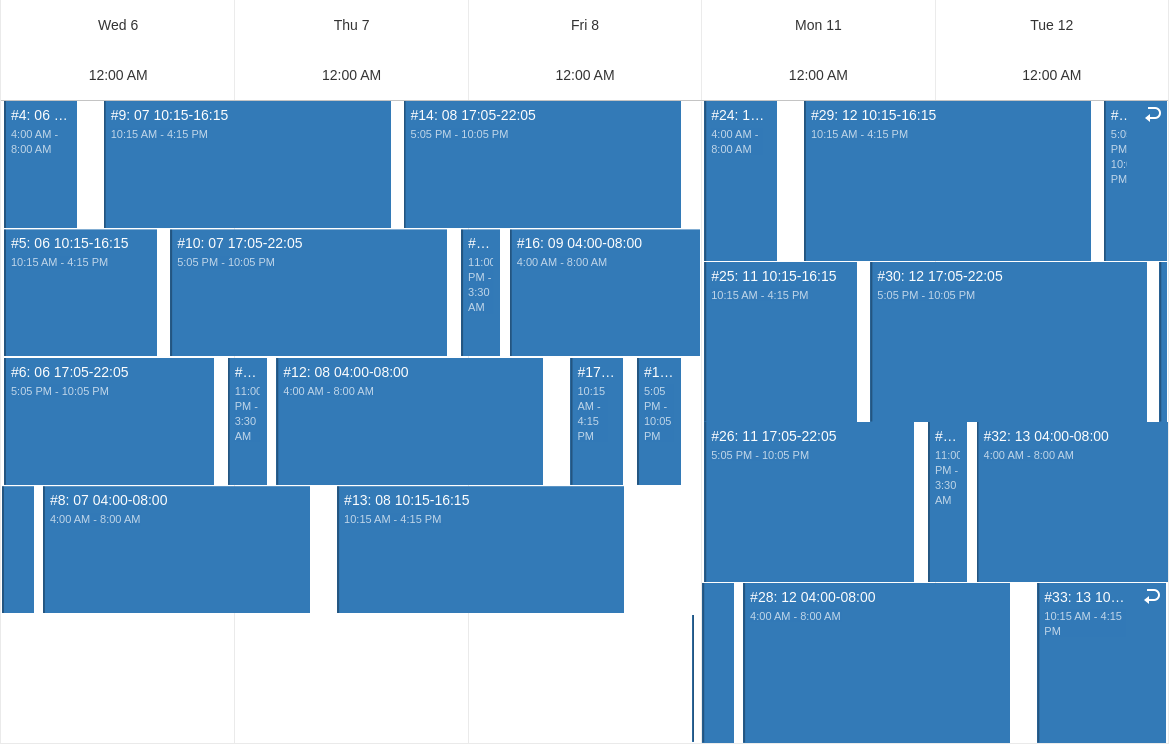 Wed 6
Thu 7
Fri 8
Mon 11
Tue 12
12:00 AM
12:00 AM
12:00 AM
12:00 AM
12:00 AM
#4: 06 …
4:00 AM -
8:00 AM
#9: 07 10:15-16:15
10:15 AM - 4:15 PM
#14: 08 17:05-22:05
5:05 PM - 10:05 PM
#24: 1…
4:00 AM -
8:00 AM
#29: 12 10:15-16:15
10:15 AM - 4:15 PM
#…
PM
PM
#5: 06 10:15-16:15
10:15 AM - 4:15 PM
#10: 07 17:05-22:05
5:05 PM - 10:05 PM
#…
11:00
PM -
3:30
AM
#16: 09 04:00-08:00
4:00 AM - 8:00 AM
#25: 11 10:15-16:15
10:15 AM - 4:15 PM
#30: 12 17:05-22:05
5:05 PM - 10:05 PM
#6: 06 17:05-22:05
5:05 PM - 10:05 PM
#…
11:00
PM -
3:30
AM
#12: 08 04:00-08:00
4:00 AM - 8:00 AM
#17…
10:15
AM -
4:15
PM
#1…
5:05
PM -
10:05
PM
#26: 11 17:05-22:05
5:05 PM - 10:05 PM
#…
11:00
PM -
3:30
AM
#32: 13 04:00-08:00
4:00 AM - 8:00 AM
#8: 07 04:00-08:00
4:00 AM - 8:00 AM
#13: 08 10:15-16:15
10:15 AM - 4:15 PM
#28: 12 04:00-08:00
4:00 AM - 8:00 AM
#33: 13 10…
10:15 AM - 4:15
PM